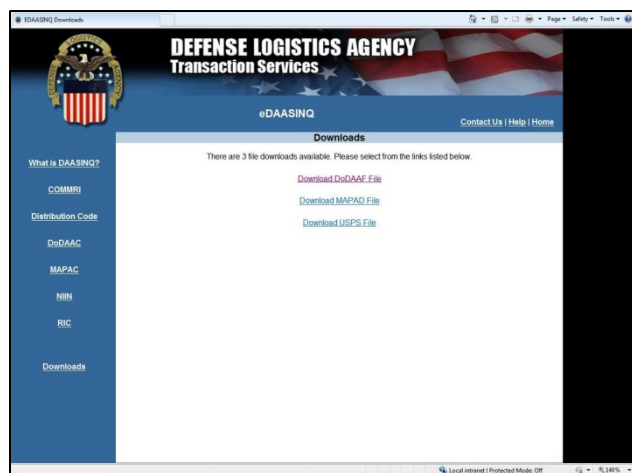 EDAASINQ Downloads
Page Safety Tools
DEFENSE LOGISTICS AGENCY
Transaction Services
eDAASINQ
Contact Us | Help | Home
Downloads
There are 3 file downloads available. Please select from the links listed below.
Download DoDAAF File
Download MAPAD File
Download USPS File
What is DAASINQ?
COMMRI
Distribution Code
DoDAAC
MAPAC
NIIN
RIC
Downloads
Local intranet | Protected Mode: Off
140%